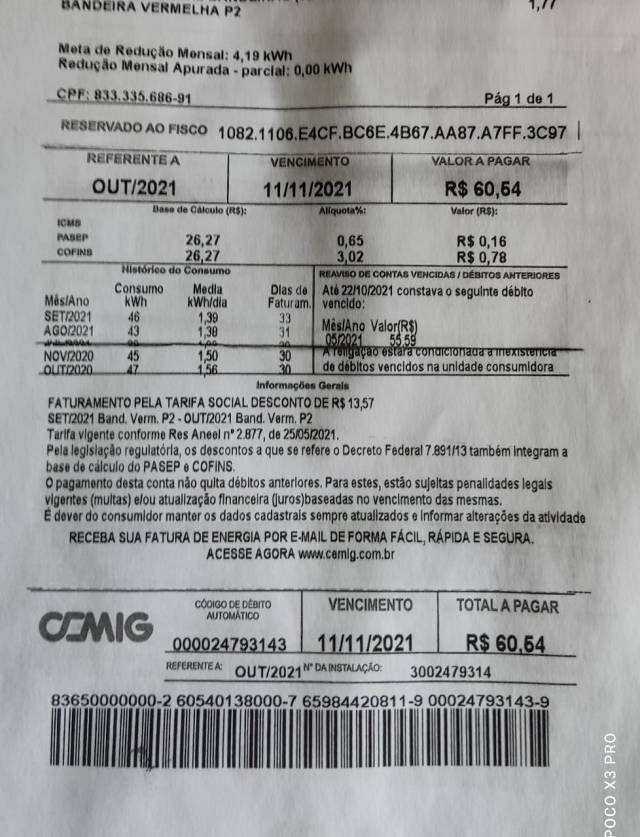 BANDEIRA VERMELHA P2 1,77
Meta de Redução Mensal: 4,19 kWh
Redução Mensal Apurada - parcial: 0,00 kWh
CPF: 833.335.686-91 Pág 1 de 1
RESERVADO AO FISCO 1082.1106.E4CF.BC6E.4B67.AA87.A7FF.3C97
REFERENTE A VENCIMENTO VALOR A PAGAR
OUT/2021 11/11/2021 R$ 60,54
Base de Cálculo (R$): Alíquota%: Valor (R$):
ICMS
PASEP 26,27 0,65 R$ 0,16
COFINS 26,27 3,02 R$ 0,78
Histórico do Consumo
Mês/Ano Consumo kWh Media kWh/dia Dias de Faturam.
SET/2021 46 1,39 33
AGO/2021 43 1,38 31
NOV/2020 45 1,50 30
OUT/2020 47 1,56 30
REAVISO DE CONTAS VENCIDAS / DÉBITOS ANTERIORES
Até 22/10/2021 constava o seguinte débito
vencido:
Mês/Ano Valor(R$)
05/2021 55,59
A religação estará condicionada a inexistência
de débitos vencidos na unidade consumidora
Informações Gerais
FATURAMENTO PELA TARIFA SOCIAL DESCONTO DE R$ 13,57
SET/2021 Band. Verm. P2 - OUT/2021 Band. Verm. P2
Tarifa vigente conforme Res Aneel nº 2.877, de 25/05/2021.
Pela legislação regulatória, os descontos a que se refere o Decreto Federal 7.891/13 também integram a
base de cálculo do PASEP e COFINS.
O pagamento desta conta não quita débitos anteriores. Para estes, estão sujeitas penalidades legais
vigentes (multas) e/ou atualização financeira (juros)baseadas no vencimento das mesmas.
É dever do consumidor manter os dados cadastrais sempre atualizados e informar alterações da atividade
RECEBA SUA FATURA DE ENERGIA POR E-MAIL DE FORMA FÁCIL, RÁPIDA E SEGURA.
ACESSE AGORA www.cemig.com.br
CEMIG
CÓDIGO DE DÉBITO
AUTOMÁTICO
000024793143
VENCIMENTO
11/11/2021
TOTAL A PAGAR
R$ 60,54
REFERENTE A: OUT/2021 Nº DA INSTALAÇÃO: 3002479314
83650000000-2 60540138000-7 65984420811-9 00024793143-9
POCO X3 PRO